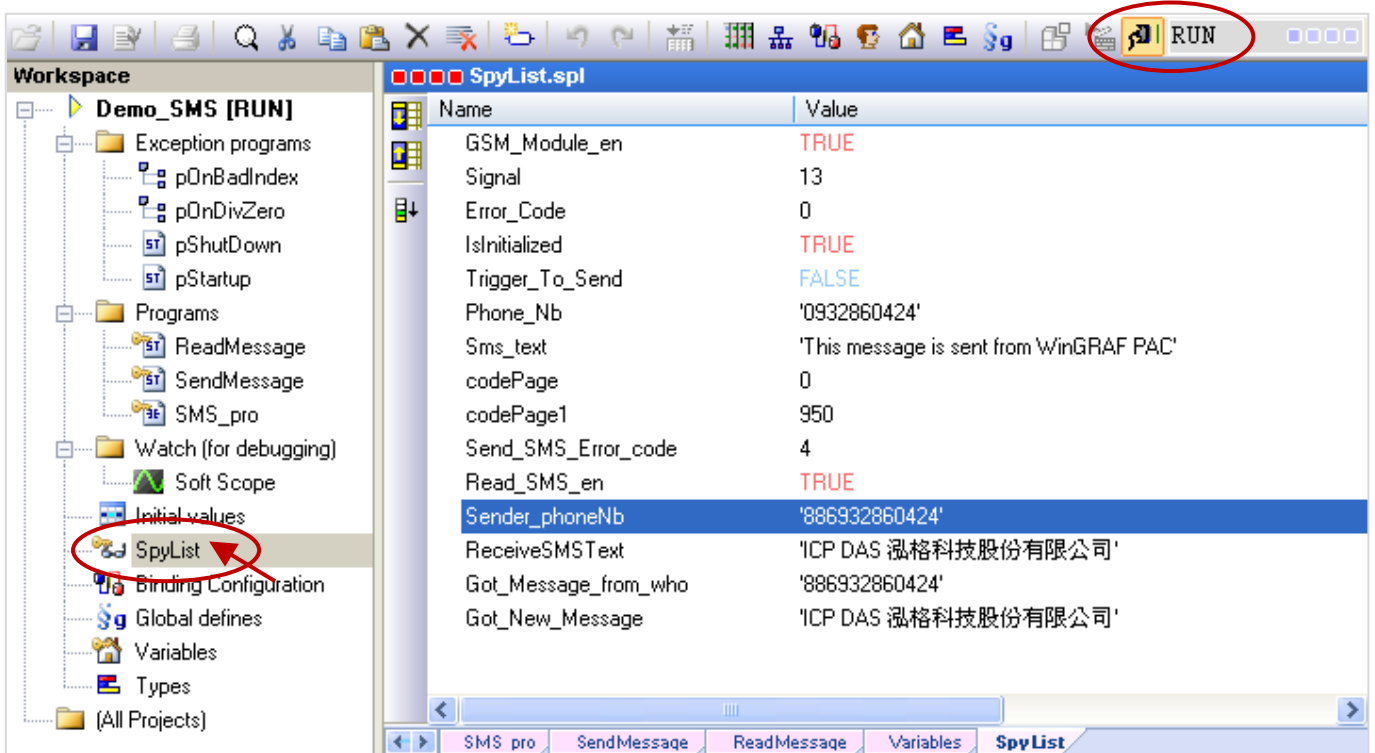 RUN
Workspace
SpyList.spl
Demo_SMS [RUN]
Exception programs
pOnBadIndex
pOnDivZero
ST pShutDown
ST pStartup
Programs
ST ReadMessage
ST SendMessage
SMS_pro
Watch (for debugging)
Soft Scope
Initial values
SpyList
Binding Configuration
§g Global defines
Variables
Types
(All Projects)
Name Value
GSM_Module_en TRUE
Signal 13
Error_Code 0
IsInitialized TRUE
Trigger_To_Send FALSE
Phone_Nb '0932860424'
Sms_text 'This message is sent from WinGRAF PAC'
codePage 0
codePage1 950
Send_SMS_Error_code 4
Read_SMS_en TRUE
Sender_phoneNb '886932860424'
ReceiveSMSText 'ICP DAS 泓格科技股份有限公司'
Got_Message_from_who '886932860424'
Got_New_Message 'ICP DAS 泓格科技股份有限公司'
SMS_pro SendMessage ReadMessage Variables SpyList